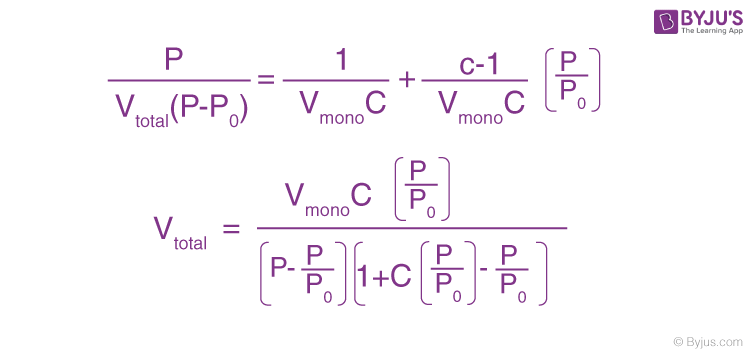 BYJU'S
The Learning App
P / V_total(P-P_0) = 1 / V_mono C + c-1 / V_mono C [P / P_0]
V_total = V_mono C [P / P_0] / [P- P / P_0] [1+C [P / P_0] - P / P_0]
© Byjus.com